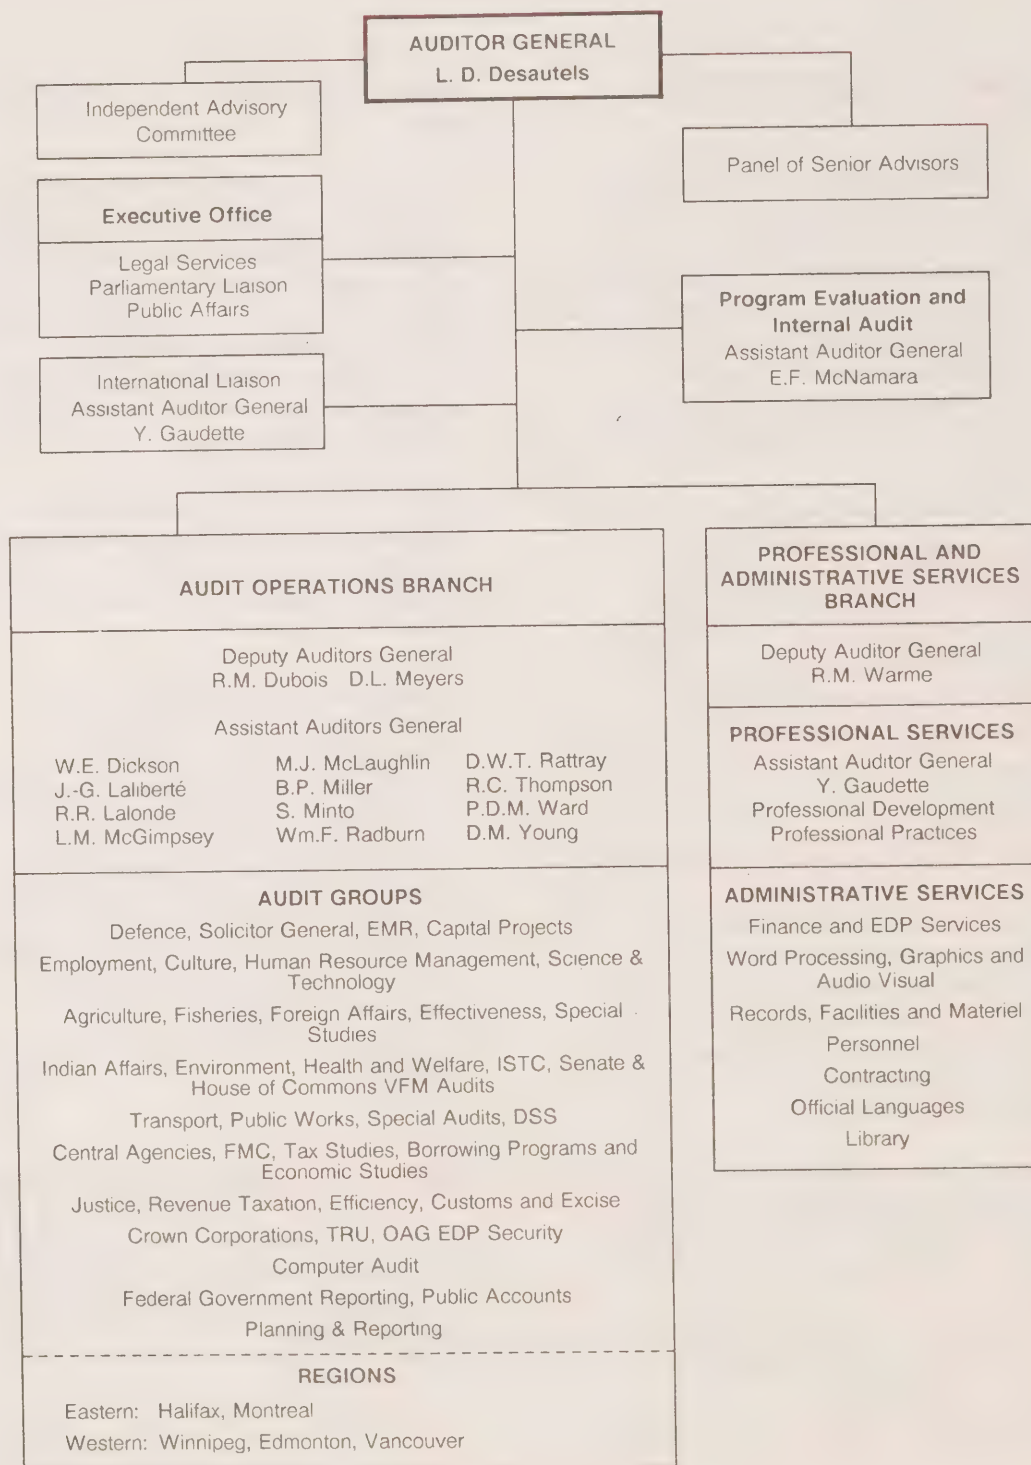 AUDITOR GENERAL
L. D. Desautels
Independent Advisory
Committee
Panel of Senior Advisors
Executive Office
Legal Services
Parliamentary Liaison
Public Affairs
Program Evaluation and
Internal Audit
Assistant Auditor General
E.F. McNamara
International Liaison
Assistant Auditor General
Y. Gaudette
AUDIT OPERATIONS BRANCH
Deputy Auditors General
R.M. Dubois D.L. Meyers
Assistant Auditors General
W.E. Dickson M.J. McLaughlin D.W.T. Rattray
J.-G. Laliberté B.P. Miller R.C. Thompson
R.R. Lalonde S. Minto P.D.M. Ward
L.M. McGimpsey Wm.F. Radburn D.M. Young
AUDIT GROUPS
Defence, Solicitor General, EMR, Capital Projects
Employment, Culture, Human Resource Management, Science &
Technology
Agriculture, Fisheries, Foreign Affairs, Effectiveness, Special
Studies
Indian Affairs, Environment, Health and Welfare, ISTC, Senate &
House of Commons VFM Audits
Transport, Public Works, Special Audits, DSS
Central Agencies, FMC, Tax Studies, Borrowing Programs and
Economic Studies
Justice, Revenue Taxation, Efficiency, Customs and Excise
Crown Corporations, TRU, OAG EDP Security
Computer Audit
Federal Government Reporting, Public Accounts
Planning & Reporting
REGIONS
Eastern: Halifax, Montreal
Western: Winnipeg, Edmonton, Vancouver
PROFESSIONAL AND
ADMINISTRATIVE SERVICES
BRANCH
Deputy Auditor General
R.M. Warme
PROFESSIONAL SERVICES
Assistant Auditor General
Y. Gaudette
Professional Development
Professional Practices
ADMINISTRATIVE SERVICES
Finance and EDP Services
Word Processing, Graphics and
Audio Visual
Records, Facilities and Materiel
Personnel
Contracting
Official Languages
Library